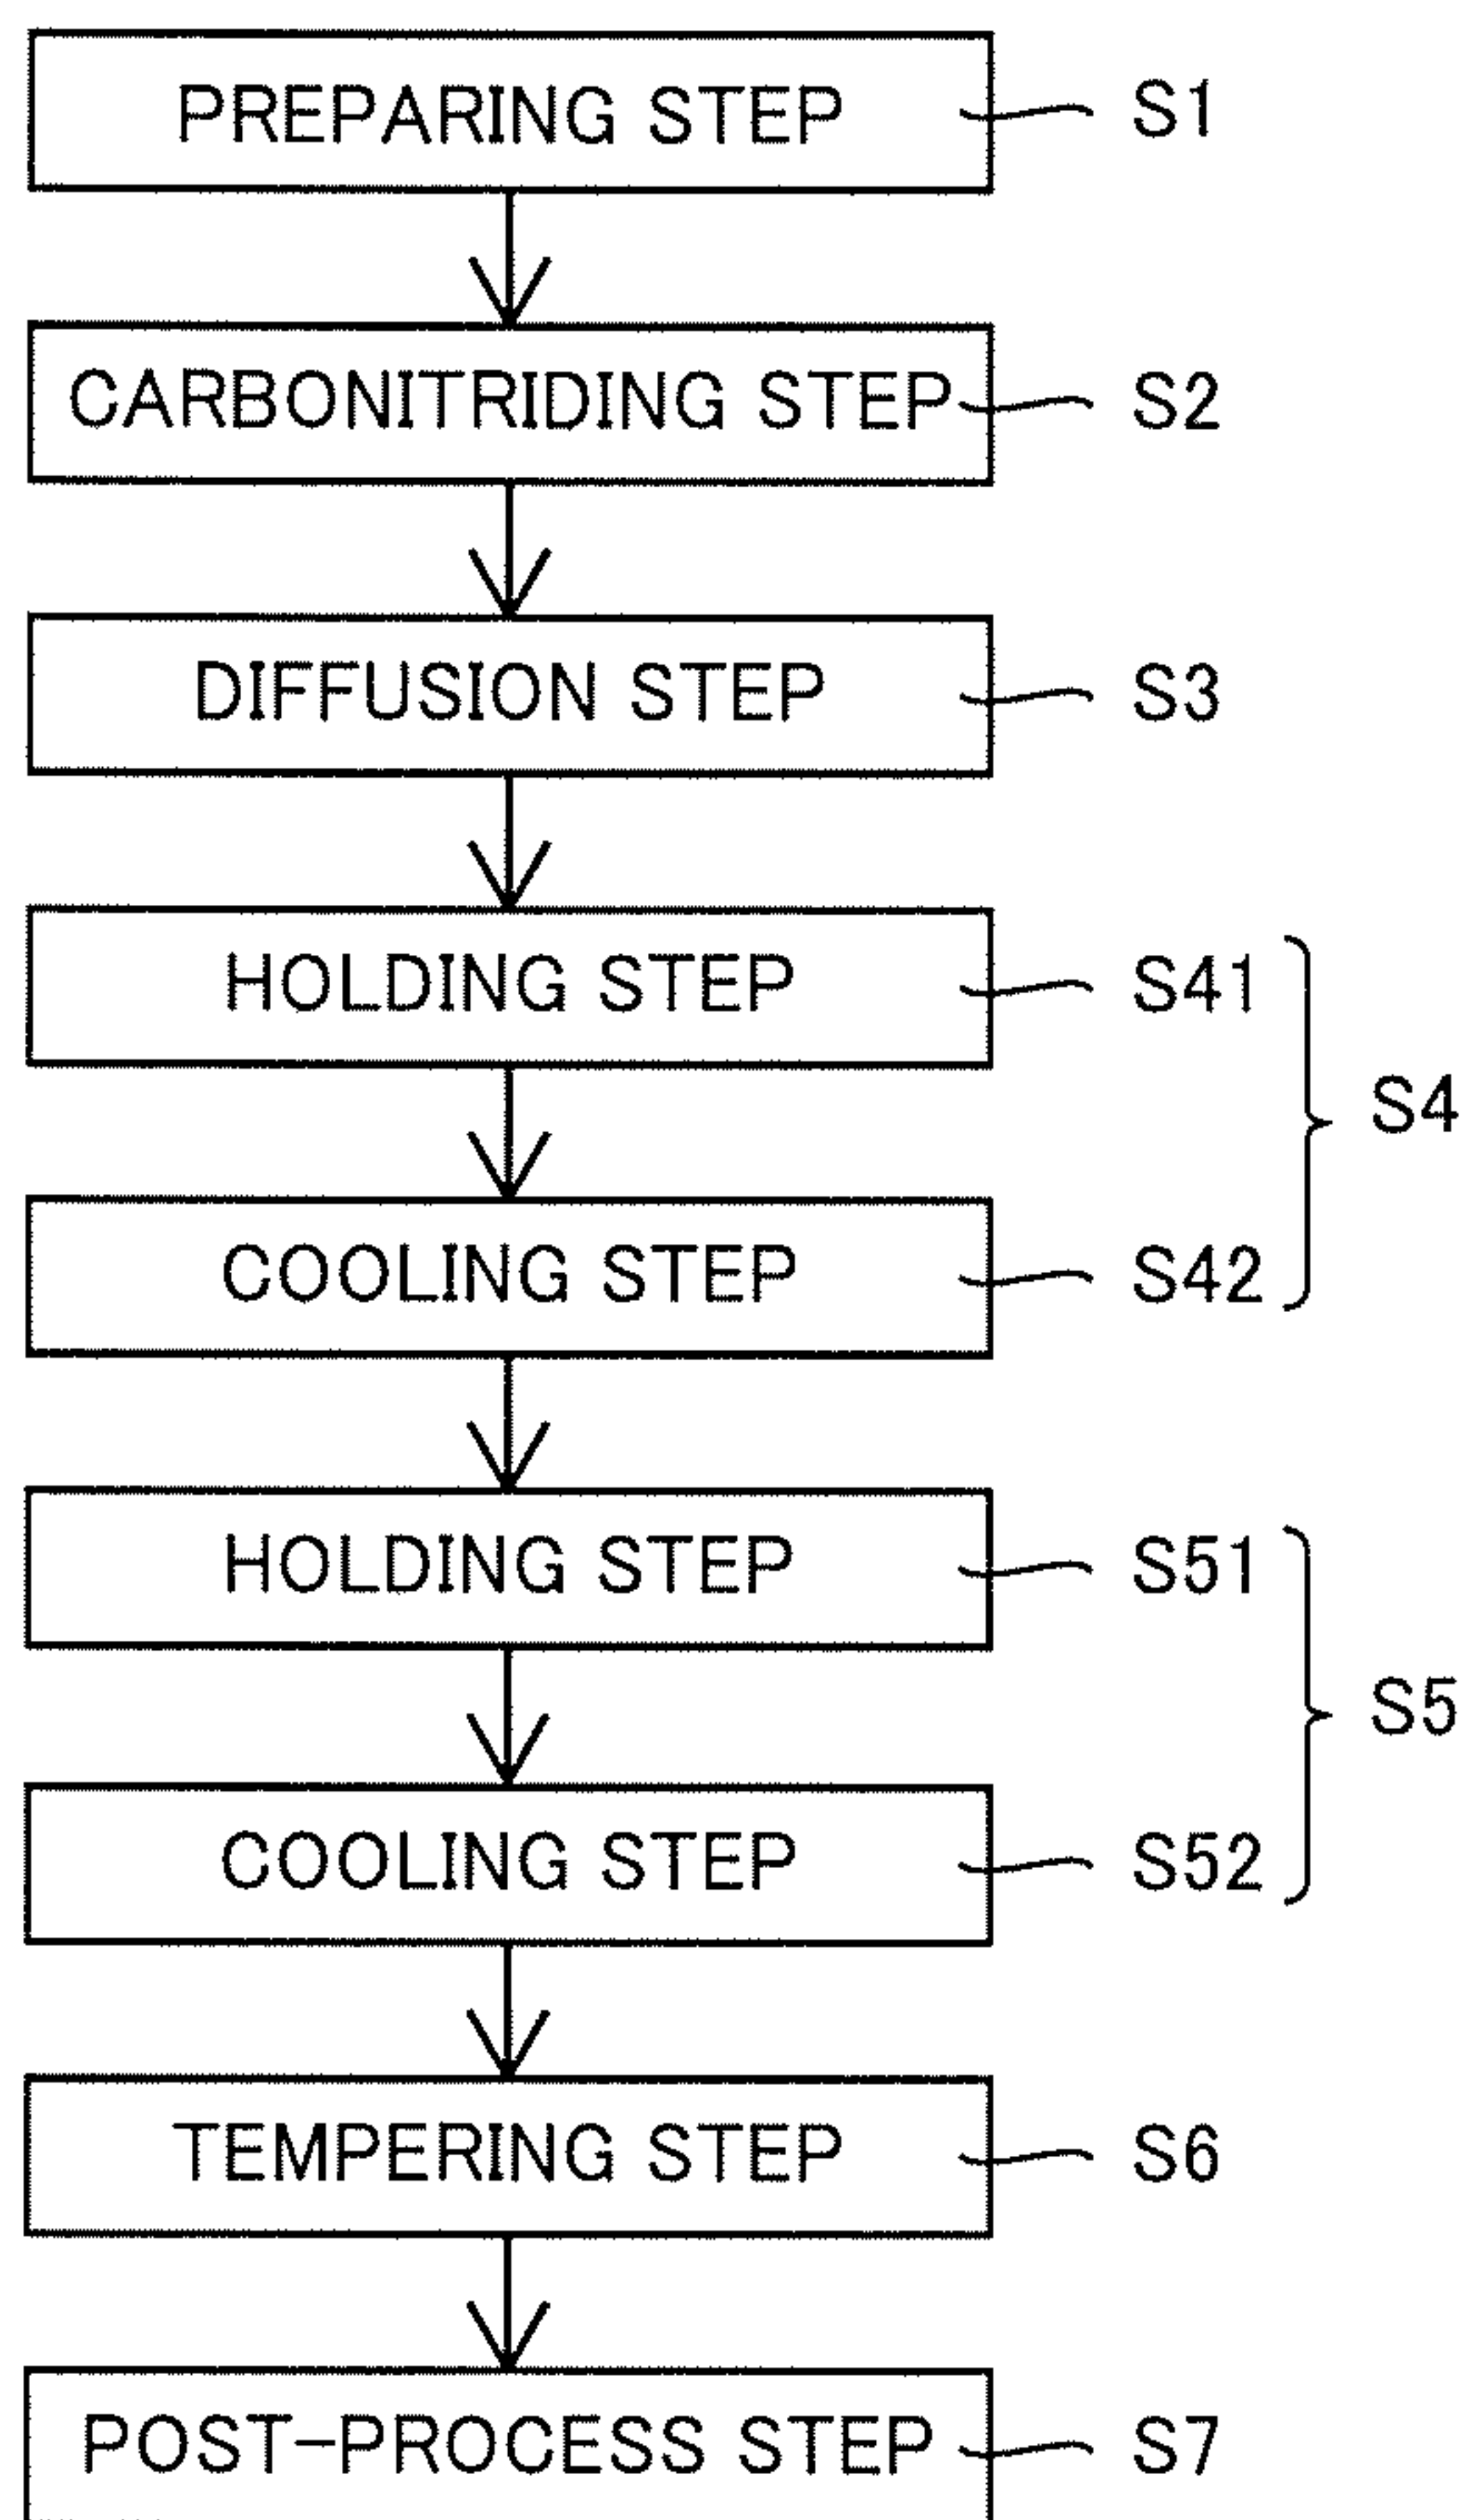 PREPARING STEP S1
CARBONITRIDING STEP S2
DIFFUSION STEP S3
HOLDING STEP S41
S4
COOLING STEP S42
HOLDING STEP S51
S5
COOLING STEP S52
TEMPERING STEP S6
POST-PROCESS STEP S7